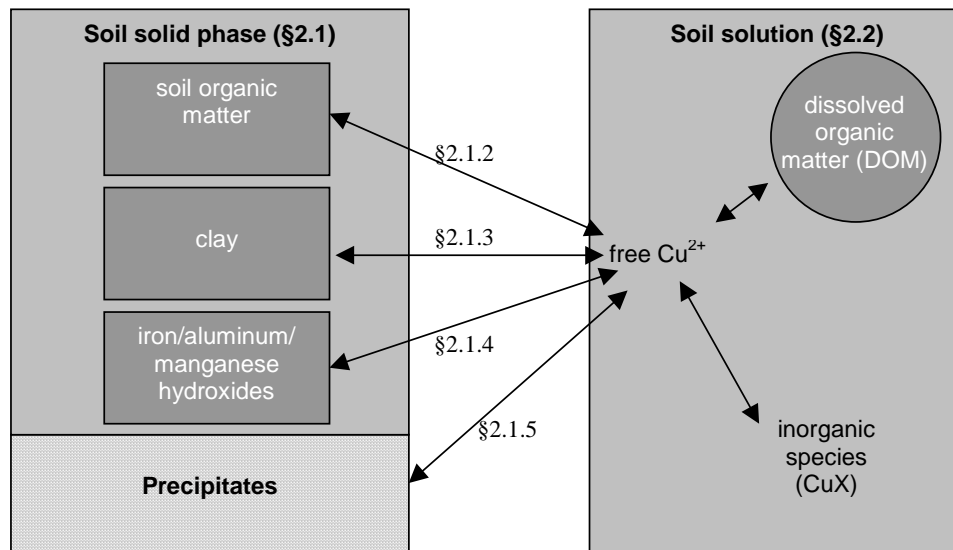 Soil solid phase (§2.1)
soil organic
matter
clay
iron/aluminum/
manganese
hydroxides
Precipitates
§2.1.2
§2.1.3
§2.1.4
§2.1.5
Soil solution (§2.2)
dissolved
organic
matter (DOM)
free Cu²⁺
inorganic
species
(CuX)